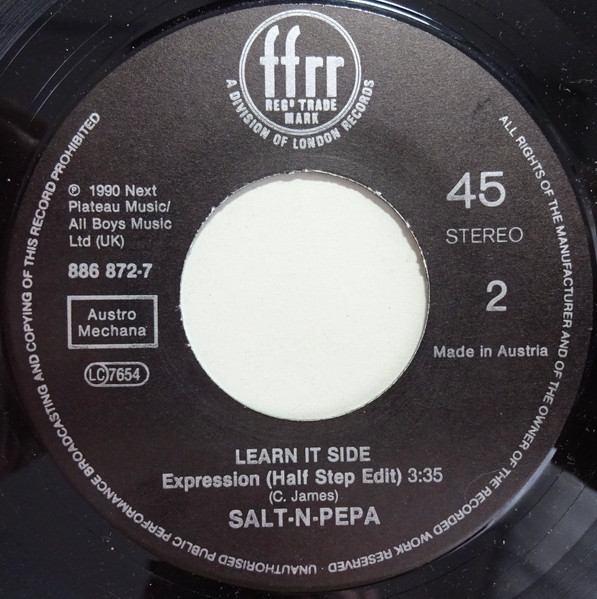 ffrr
REGD TRADE
MARK
A DIVISION OF LONDON RECORDS
℗ 1990 Next
Plateau Music/
All Boys Music
Ltd (UK)
886 872-7
Austro
Mechana
LC 7654
45
STEREO
2
Made in Austria
LEARN IT SIDE
Expression (Half Step Edit) 3:35
(C. James)
SALT-N-PEPA
ALL RIGHTS OF THE MANUFACTURER AND OF THE OWNER OF THE RECORDED WORK RESERVED · UNAUTHORISED PUBLIC PERFORMANCE BROADCASTING AND COPYING OF THIS RECORD PROHIBITED